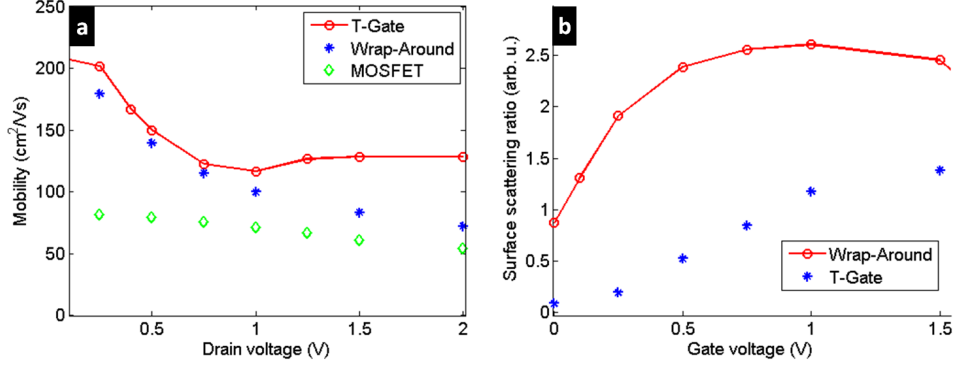 a
250
200
150
100
50
0
Mobility (cm²/Vs)
T-Gate
Wrap-Around
MOSFET
0.5
1
1.5
2
Drain voltage (V)
b
2.5
2
1.5
1
0.5
0
Surface scattering ratio (arb. u.)
Wrap-Around
T-Gate
0
0.5
1
1.5
Gate voltage (V)